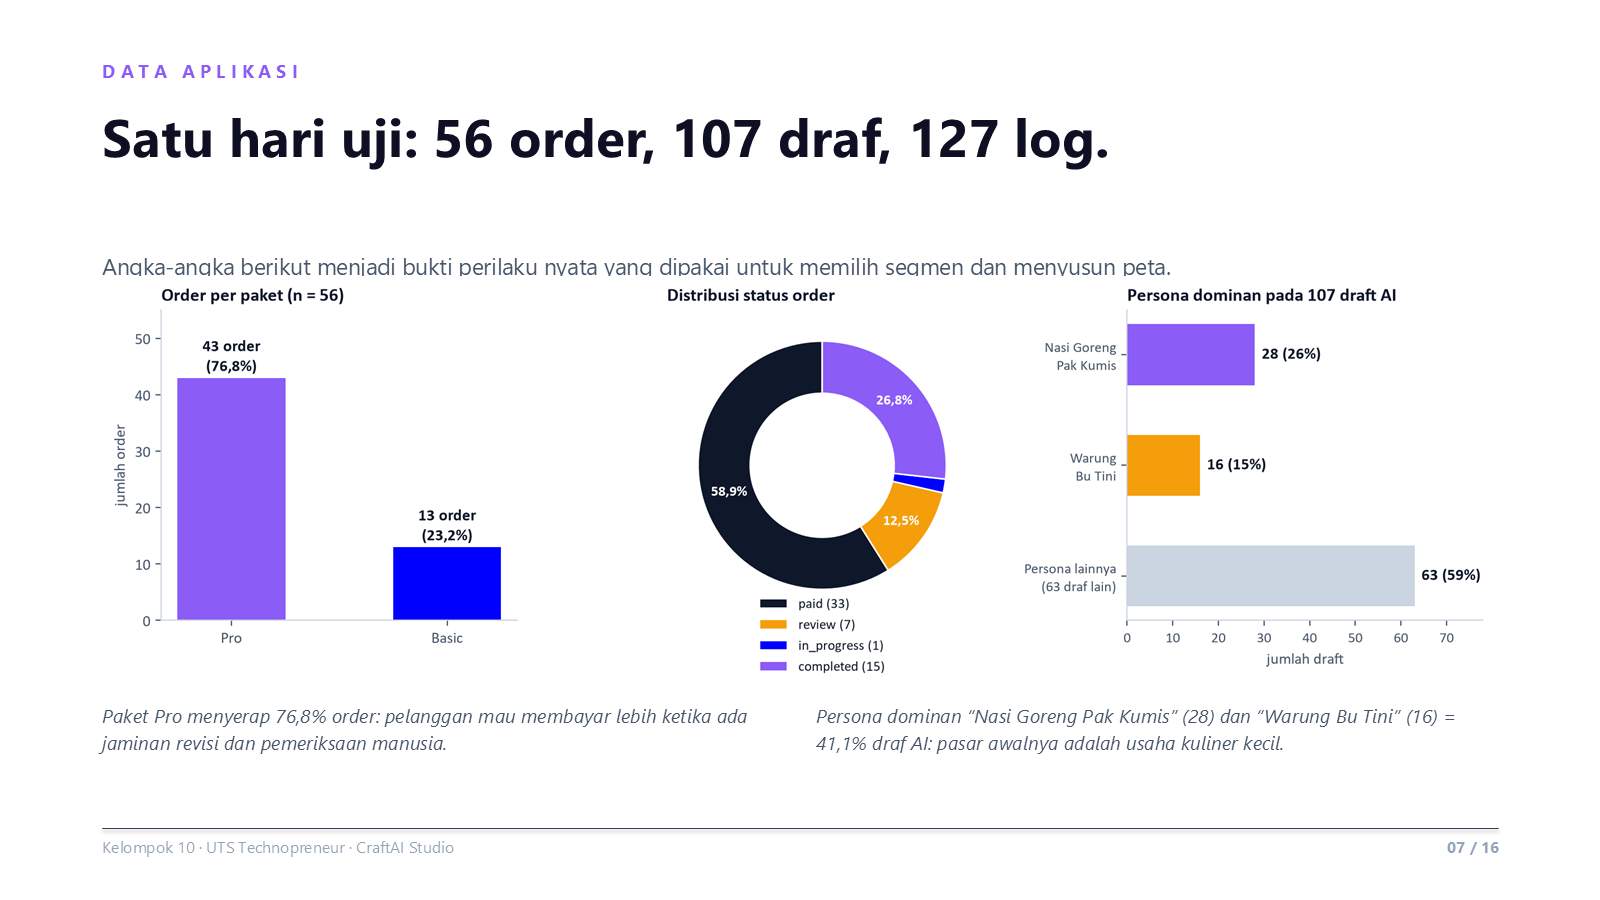 DATA APLIKASI
Satu hari uji: 56 order, 107 draf, 127 log.
Angka-angka berikut menjadi bukti perilaku nyata yang dipakai untuk memilih segmen dan menyusun peta.
Order per paket (n = 56)
jumlah order
50
40
30
20
10
0
43 order
(76,8%)
13 order
(23,2%)
Pro
Basic
Distribusi status order
26,8%
58,9%
12,5%
paid (33)
review (7)
in_progress (1)
completed (15)
Persona dominan pada 107 draft AI
Nasi Goreng
Pak Kumis
28 (26%)
Warung
Bu Tini
16 (15%)
Persona lainnya
(63 draf lain)
63 (59%)
0 10 20 30 40 50 60 70
jumlah draft
Paket Pro menyerap 76,8% order: pelanggan mau membayar lebih ketika ada
jaminan revisi dan pemeriksaan manusia.
Persona dominan “Nasi Goreng Pak Kumis” (28) dan “Warung Bu Tini” (16) =
41,1% draf AI: pasar awalnya adalah usaha kuliner kecil.
Kelompok 10 · UTS Technopreneur · CraftAI Studio
07 / 16